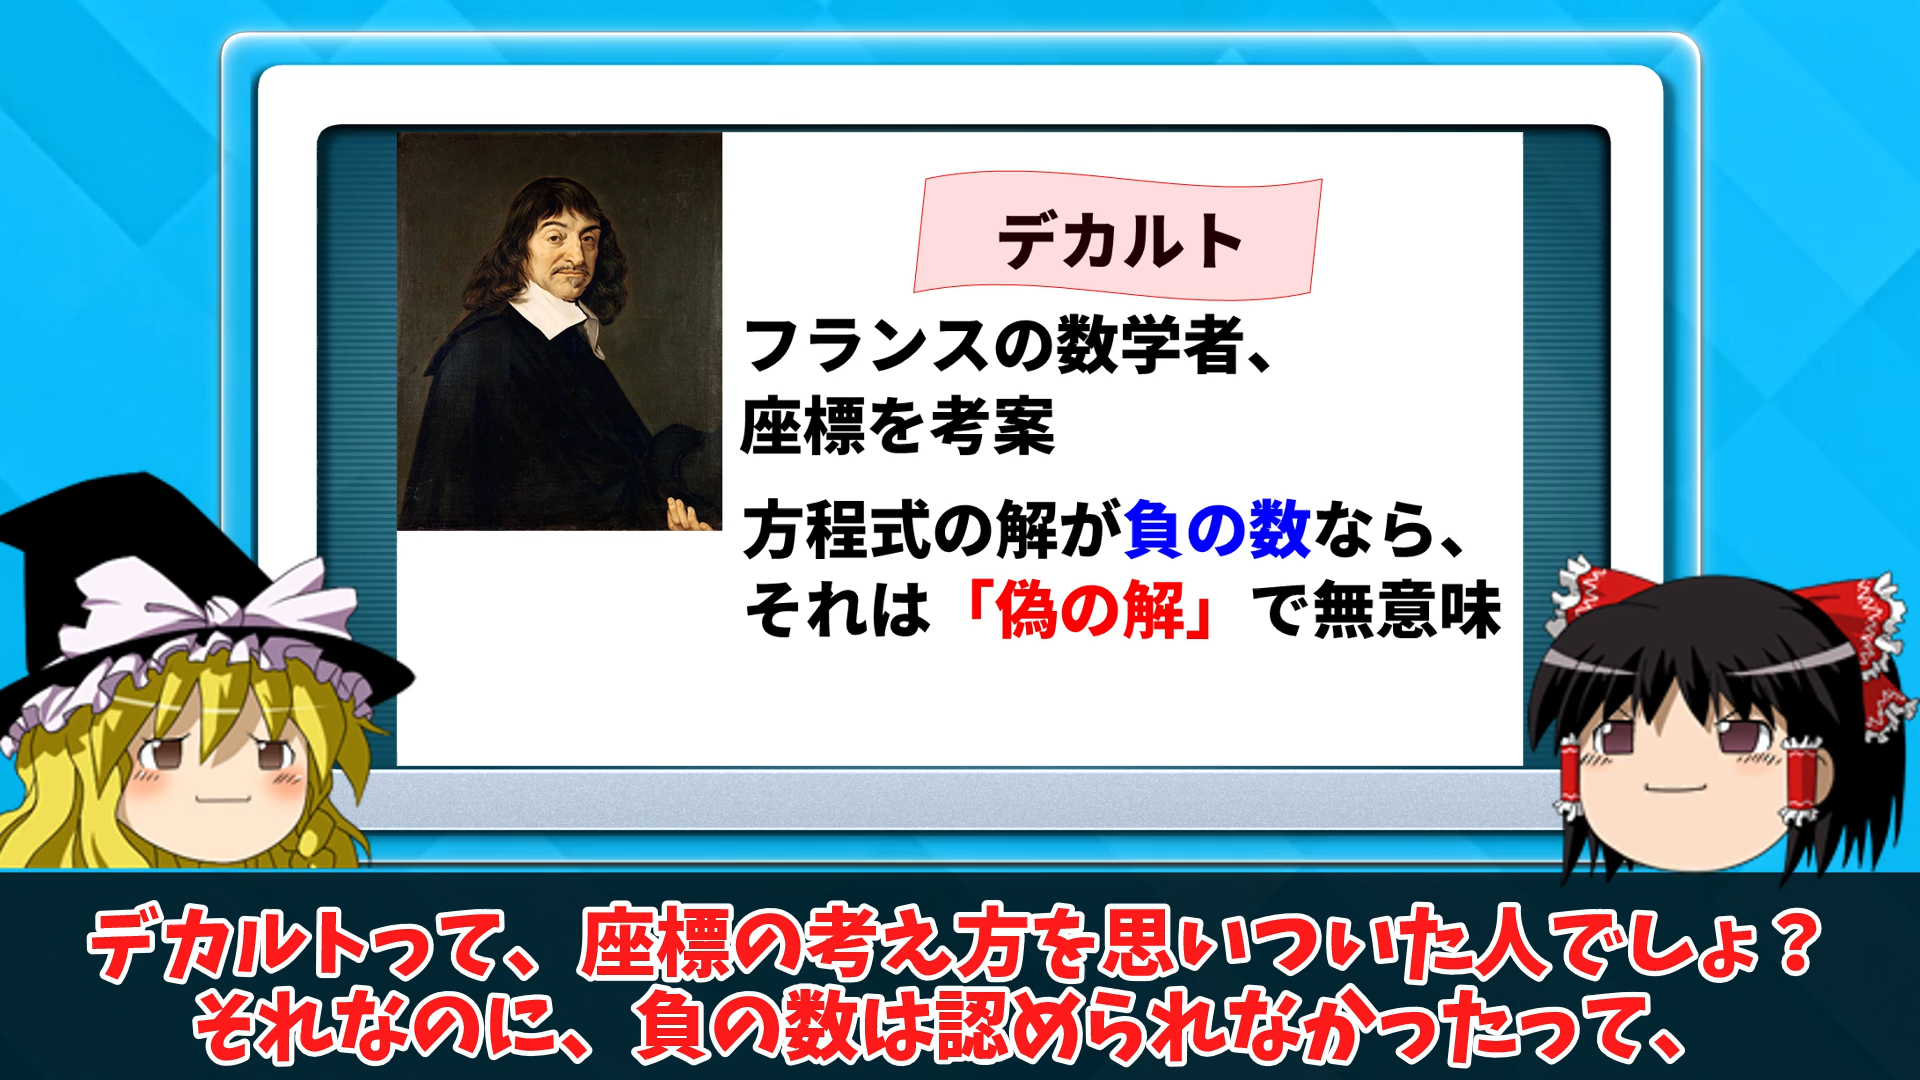 デカルト
フランスの数学者、
座標を考案
方程式の解が負の数なら、
それは「偽の解」で無意味
デカルトって、座標の考え方を思いついた人でしょ？
それなのに、負の数は認められなかったって、